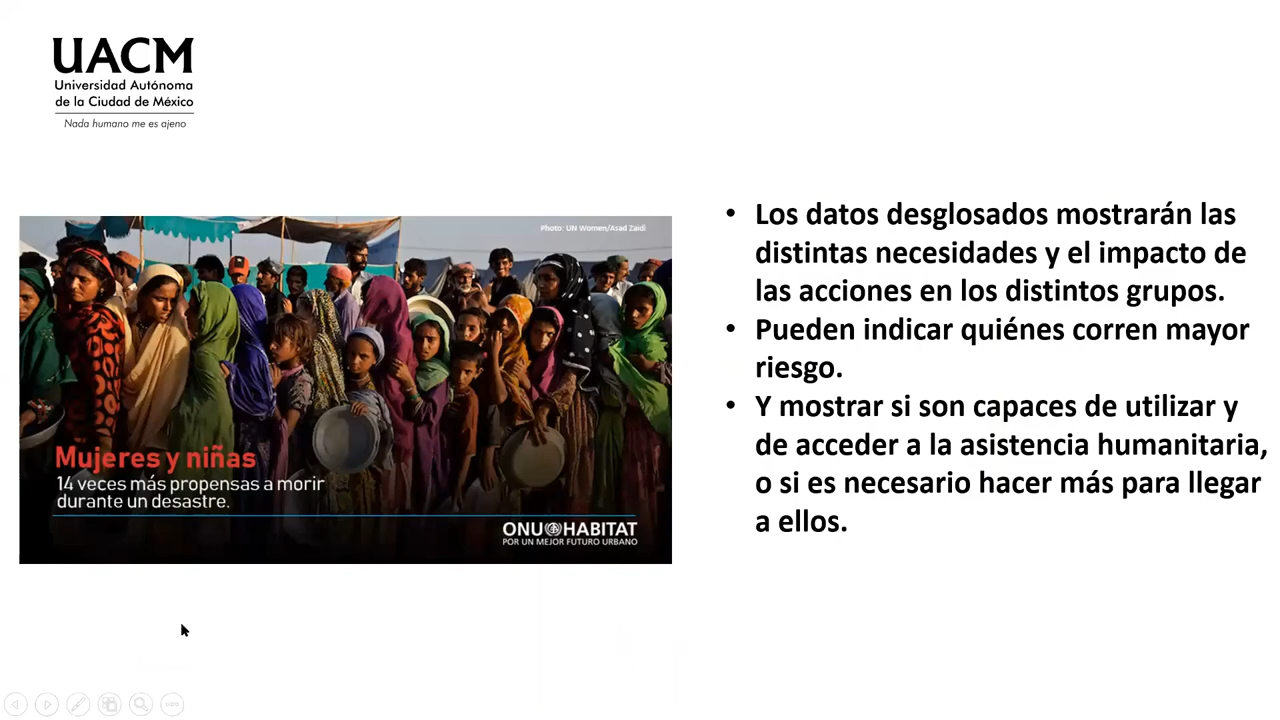 UACM
Universidad Autónoma
de la Ciudad de México
Nada humano me es ajeno
Photo: UN Women/Asad Zaidi
Mujeres y niñas
14 veces más propensas a morir
durante un desastre.
ONU HABITAT
POR UN MEJOR FUTURO URBANO
• Los datos desglosados mostrarán las
distintas necesidades y el impacto de
las acciones en los distintos grupos.
• Pueden indicar quiénes corren mayor
riesgo.
• Y mostrar si son capaces de utilizar y
de acceder a la asistencia humanitaria,
o si es necesario hacer más para llegar
a ellos.